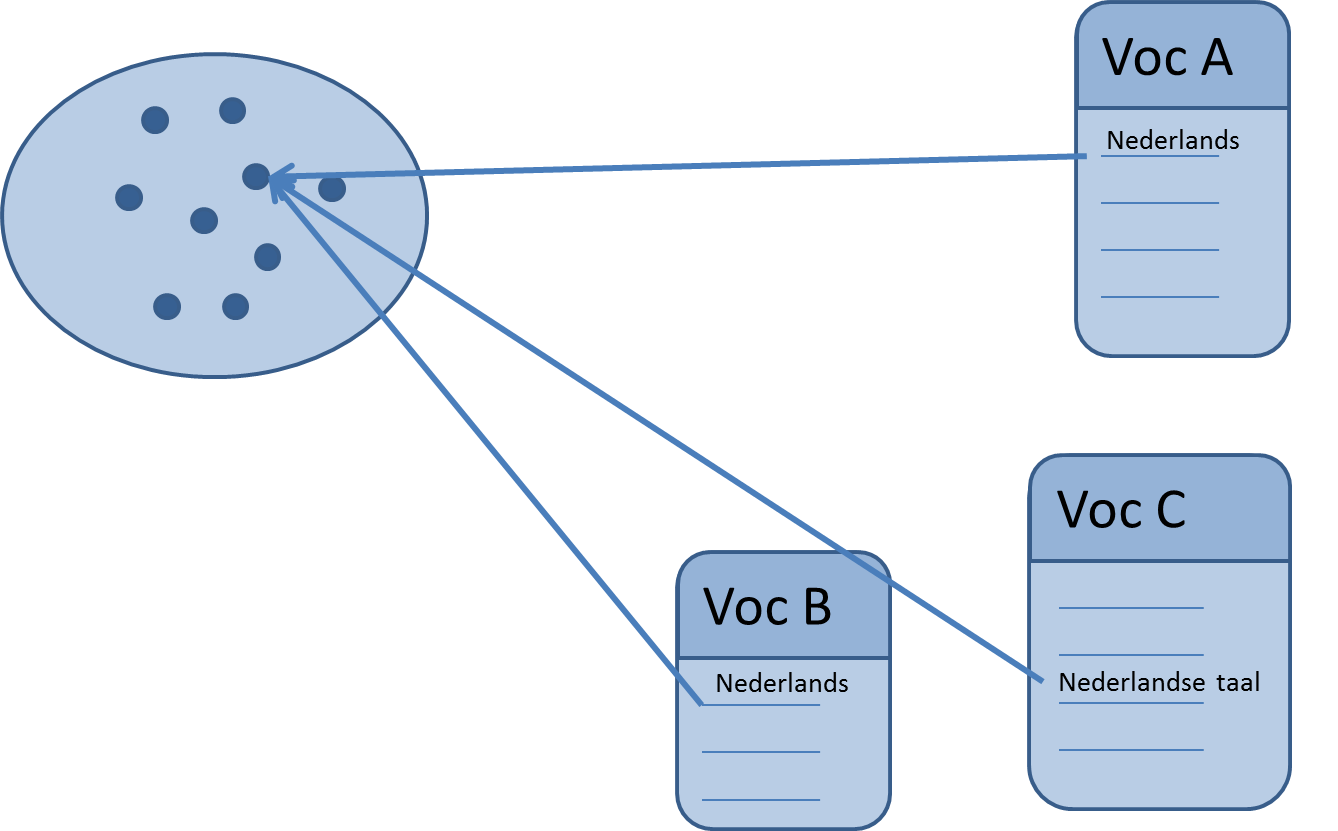 Voc A
Nederlands
Voc C
Nederlandse taal
Voc B
Nederlands